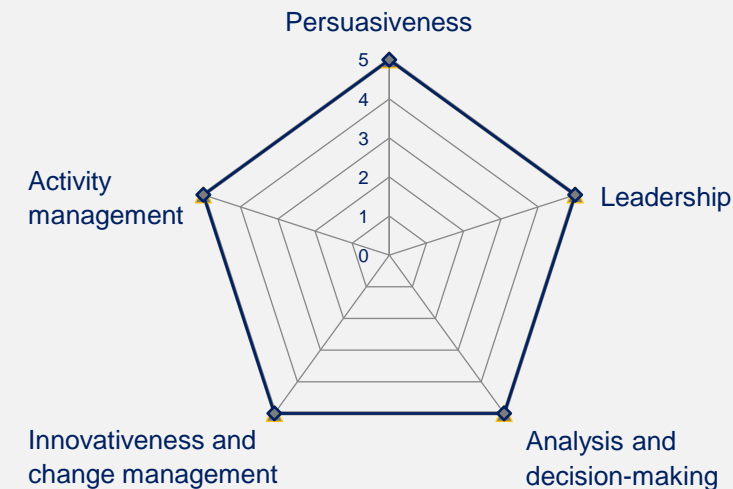 Persuasiveness
5
4
3
2
1
0
Activity
management
Leadership
Innovativeness and
change management
Analysis and
decision-making